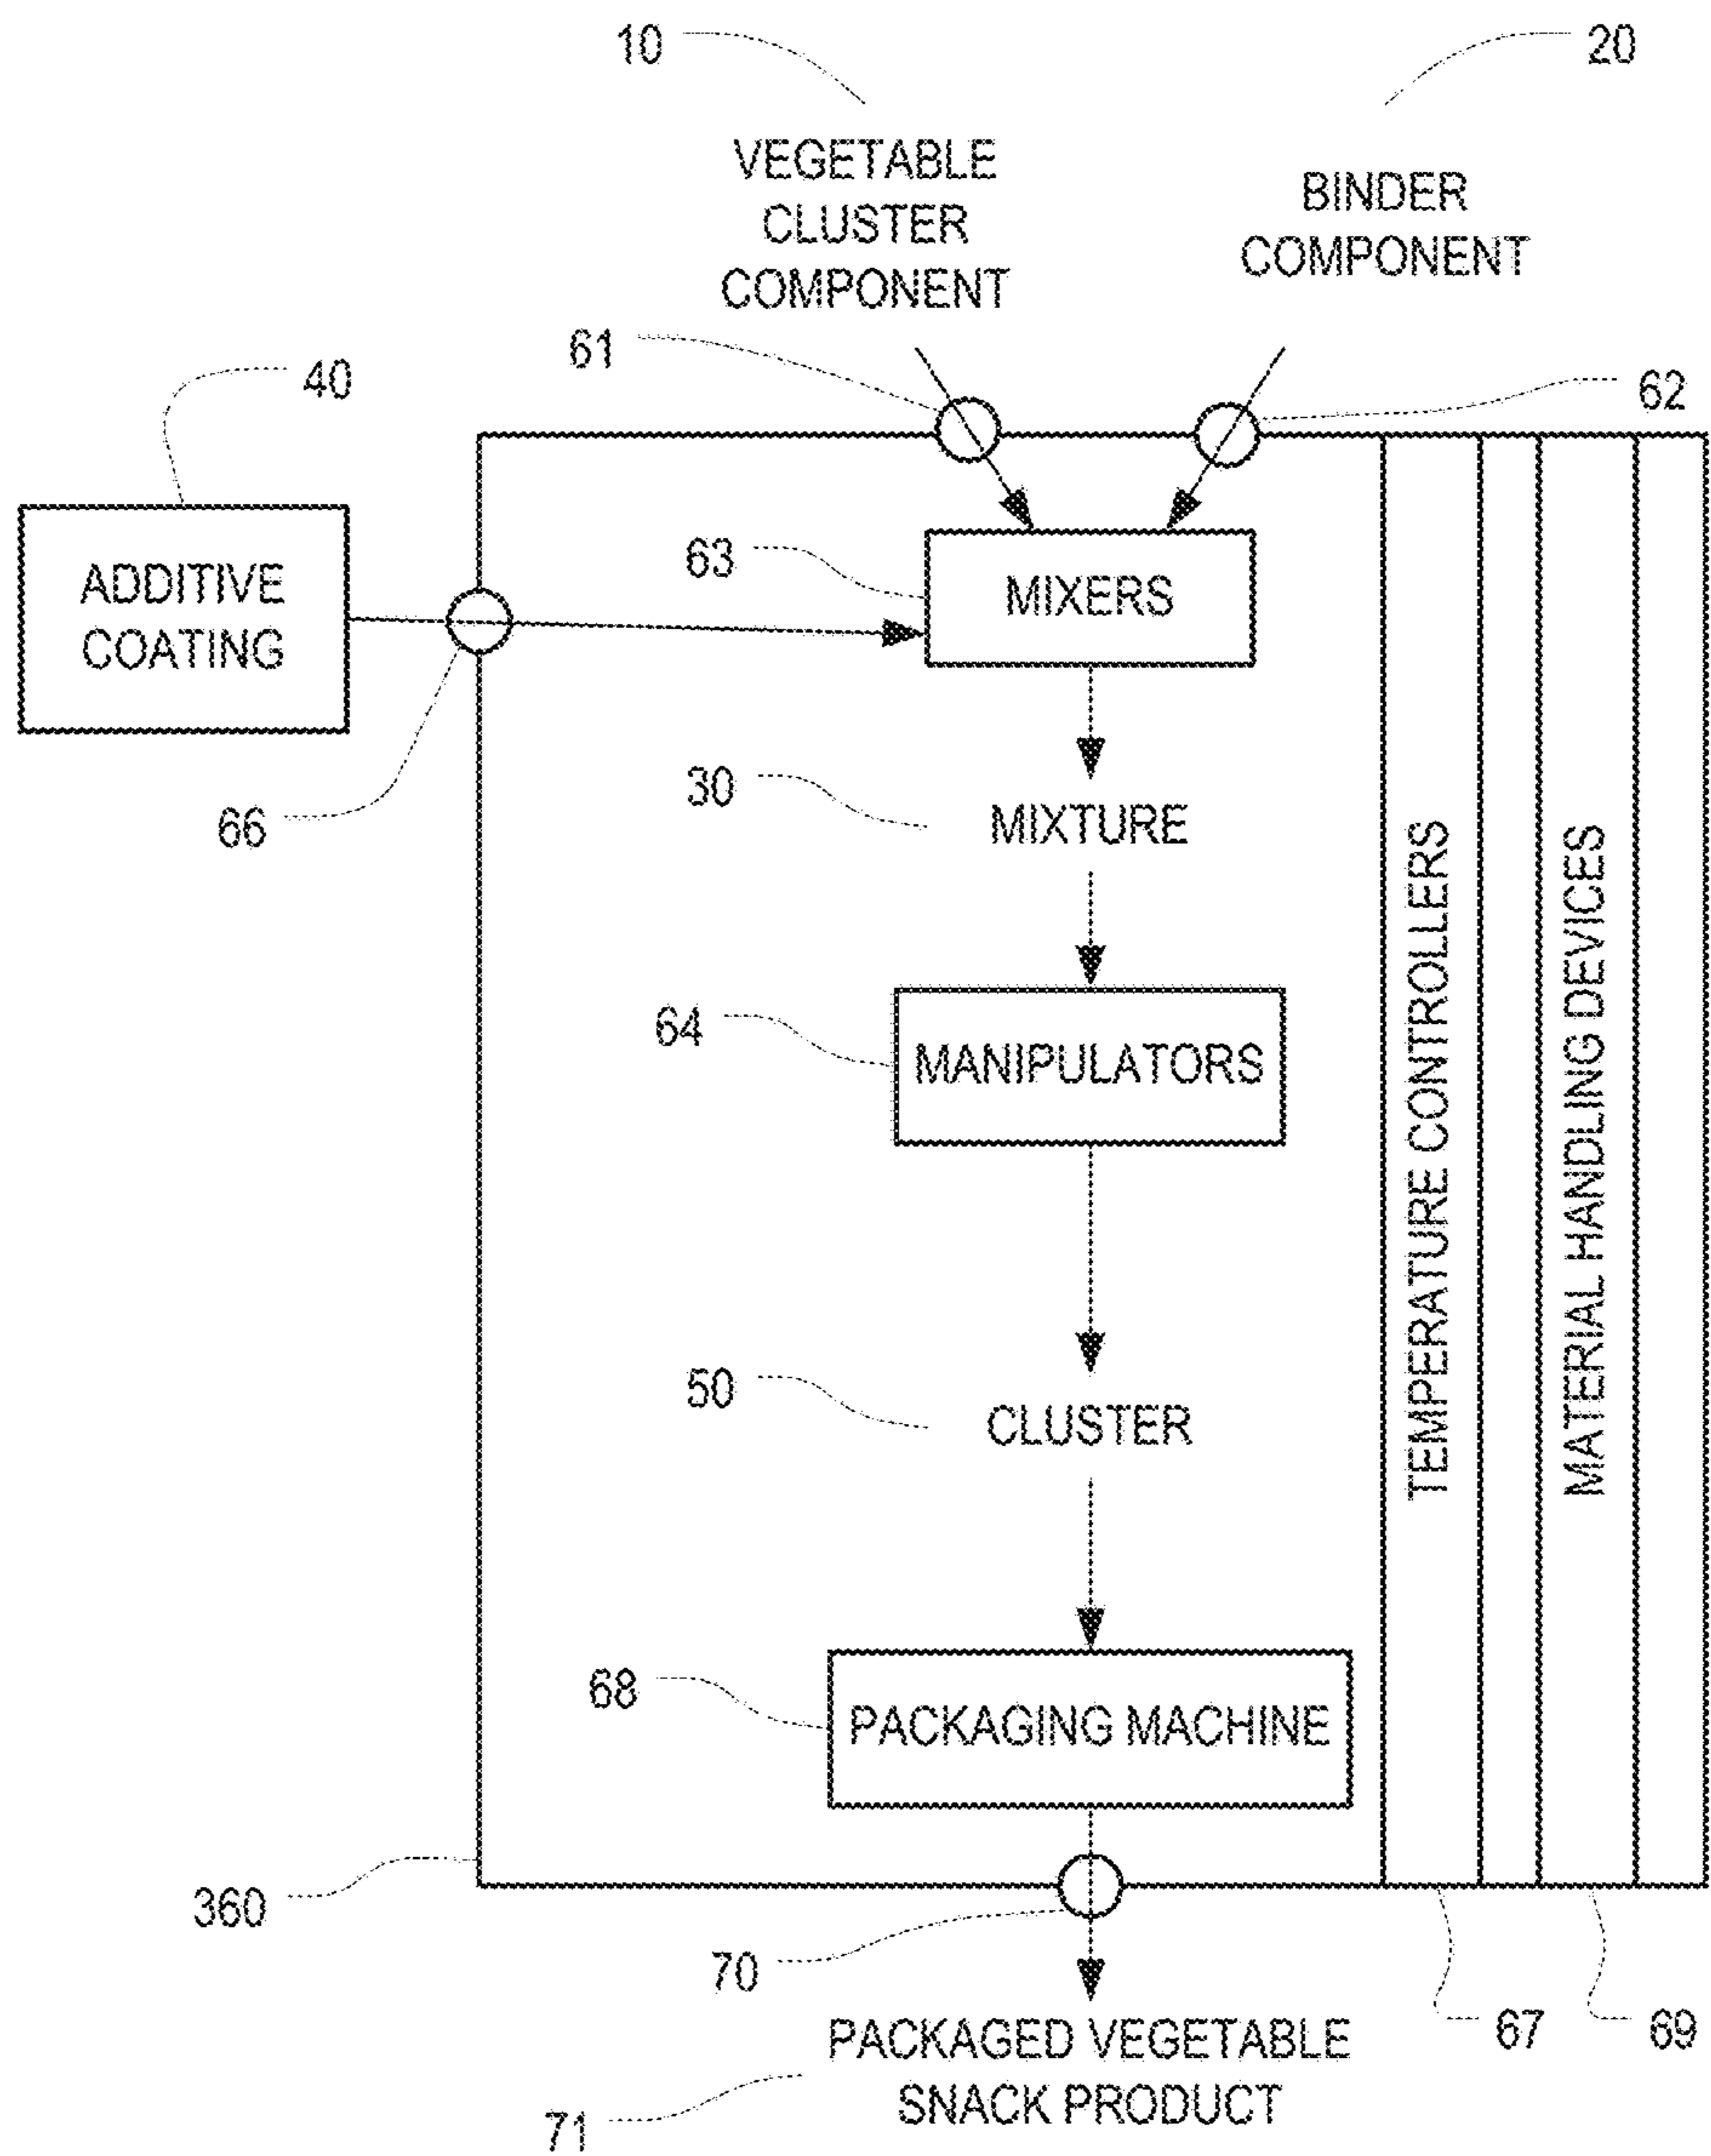 10
20
VEGETABLE
CLUSTER
COMPONENT
BINDER
COMPONENT
61
62
40
ADDITIVE
COATING
63
MIXERS
66
30
MIXTURE
64
MANIPULATORS
TEMPERATURE CONTROLLERS
MATERIAL HANDLING DEVICES
50
CLUSTER
68
PACKAGING MACHINE
360
70
67
69
PACKAGED VEGETABLE
SNACK PRODUCT
71